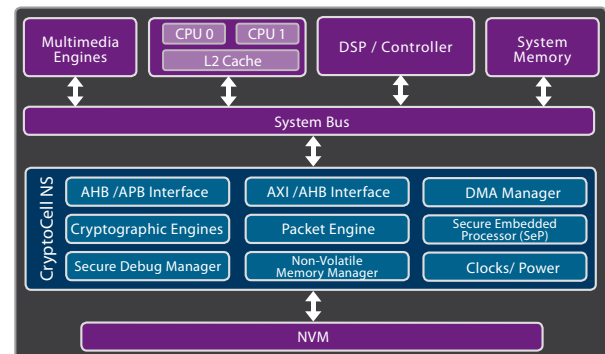 Multimedia
Engines
CPU 0
CPU 1
L2 Cache
DSP / Controller
System
Memory
System Bus
CryptoCell NS
AHB /APB Interface
AXI /AHB Interface
DMA Manager
Cryptographic Engines
Packet Engine
Secure Embedded
Processor (SeP)
Secure Debug Manager
Non-Volatile
Memory Manager
Clocks/ Power
NVM